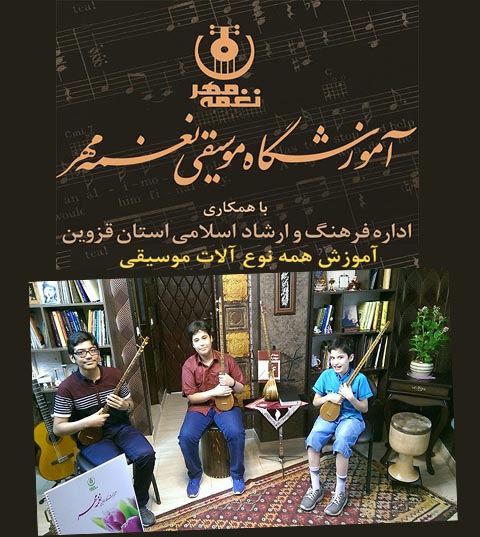 نغمه مهر
آموزشگاه موسیقی نغمه مهر
با همکاری
اداره فرهنگ و ارشاد اسلامی استان قزوین
آموزش همه نوع آلات موسیقی